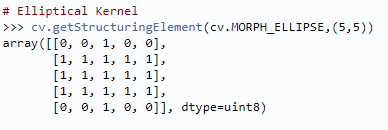 # Elliptical Kernel
>>> cv.getStructuringElement(cv.MORPH_ELLIPSE,(5,5))
array([[0, 0, 1, 0, 0],
       [1, 1, 1, 1, 1],
       [1, 1, 1, 1, 1],
       [1, 1, 1, 1, 1],
       [0, 0, 1, 0, 0]], dtype=uint8)